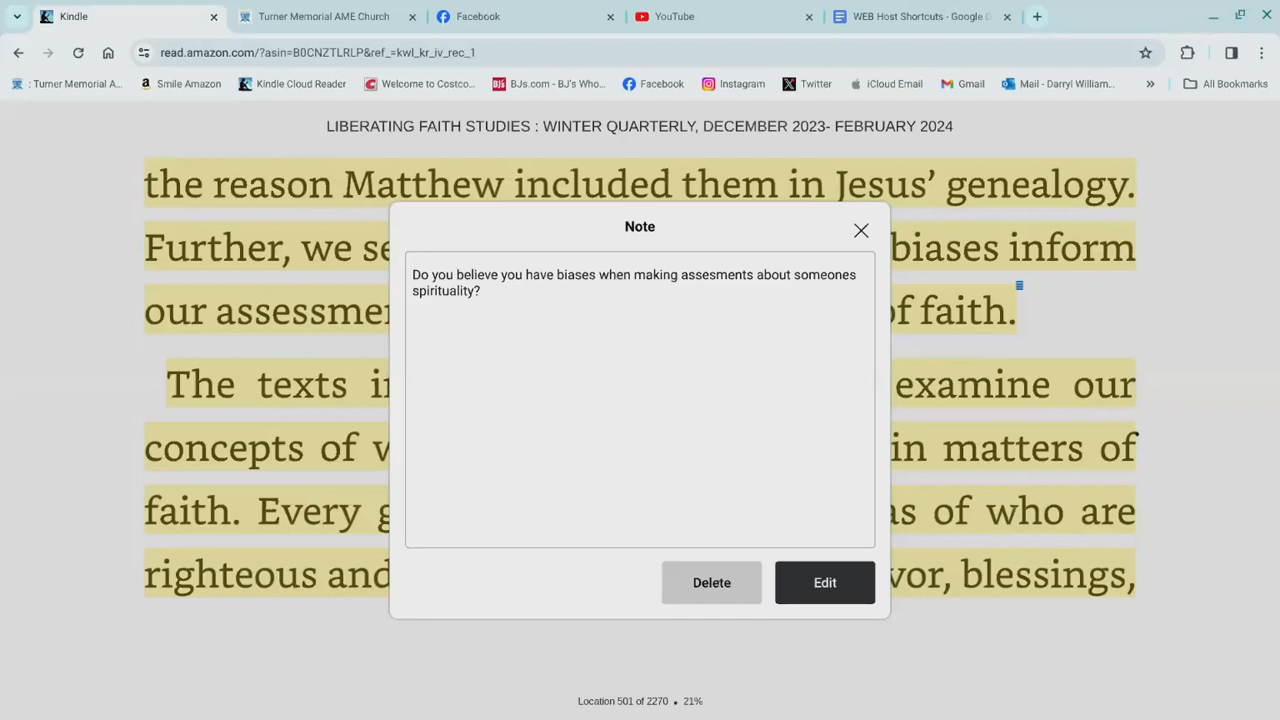 Kindle
Turner Memorial AME Church
Facebook
YouTube
WEB Host Shortcuts - Google D
read.amazon.com/?asin=B0CNZTLRLP&ref_=kwl_kr_iv_rec_1
: Turner Memorial A...
Smile Amazon
Kindle Cloud Reader
Welcome to Costco...
BJs.com - BJ's Who...
Facebook
Instagram
Twitter
iCloud Email
Gmail
Mail - Darryl William...
All Bookmarks
LIBERATING FAITH STUDIES : WINTER QUARTERLY, DECEMBER 2023- FEBRUARY 2024
the reason Matthew included them in Jesus’ genealogy.
Further, we se biases inform
our assessme of faith.
The texts in examine our
concepts of in matters of
faith. Every as of who are
righteous and vor, blessings,
Note
Do you believe you have biases when making assesments about someones
spirituality?
Delete
Edit
Location 501 of 2270 • 21%